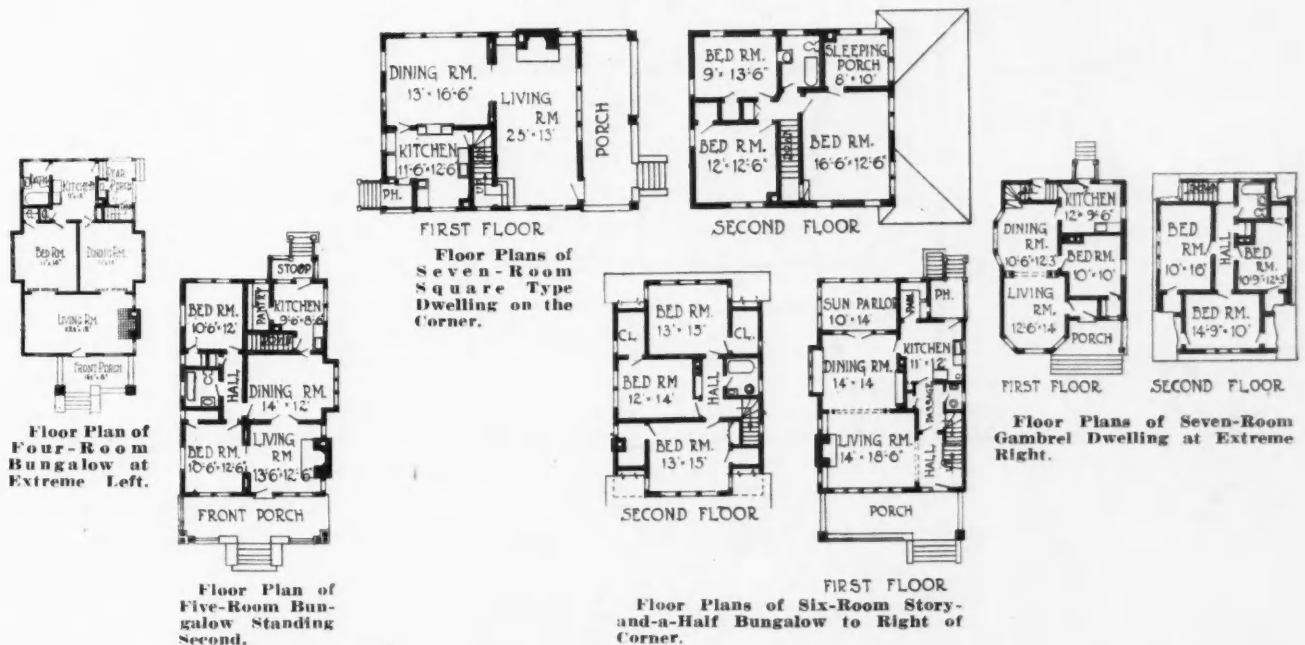 BATH
KITCHEN
REAR
PORCH
BED RM.
DINING RM.
LIVING RM.
FRONT PORCH
Floor Plan of
Four-Room
Bungalow at
Extreme Left.
STOOP
BED RM.
10'-6"×12'
PANTRY
KITCHEN
DOWN
HALL
DINING RM.
14'×12'
BED RM.
10'-6"×12'-6"
LIVING
RM
13'-6"×12'-6"
FRONT PORCH
Floor Plan of
Five-Room Bun-
galow Standing
Second.
DINING RM.
13'×16'-6"
LIVING
RM
25'×13'
KITCHEN
11'-6"×12'-6"
DOWN
UP
PH.
PORCH
FIRST FLOOR
BED RM.
9'×13'-6"
SLEEPING
PORCH
8'×10'
BED RM.
12'×12'-6"
DOWN
BED RM.
16'-6"×12'-6"
SECOND FLOOR
Floor Plans of
Seven-Room
Square Type
Dwelling on the
Corner.
BED RM.
13'×15'
CL.
CL.
BED RM
12'×14'
HALL
BED RM.
13'×15'
SECOND FLOOR
SUN PARLOR
10'×14'
PH.
KITCHEN
11'×12'
DINING RM.
14'×14'
PASSAGE
LIVING RM.
14'×18'-6"
HALL
UP
PORCH
FIRST FLOOR
Floor Plans of Six-Room Story-
and-a-Half Bungalow to Right of
Corner.
KITCHEN
12'×9'-6"
DINING
RM.
10'-6"×12'-3"
BED RM.
10'×10'
LIVING
RM.
12'-6"×14'
PORCH
FIRST FLOOR
DOWN
BED
RM.
10'×16'
HALL
BED
RM.
10'-9"×12'-3"
BED RM.
14'-9"×10'
SECOND FLOOR
Floor Plans of Seven-Room
Gambrel Dwelling at Extreme
Right.